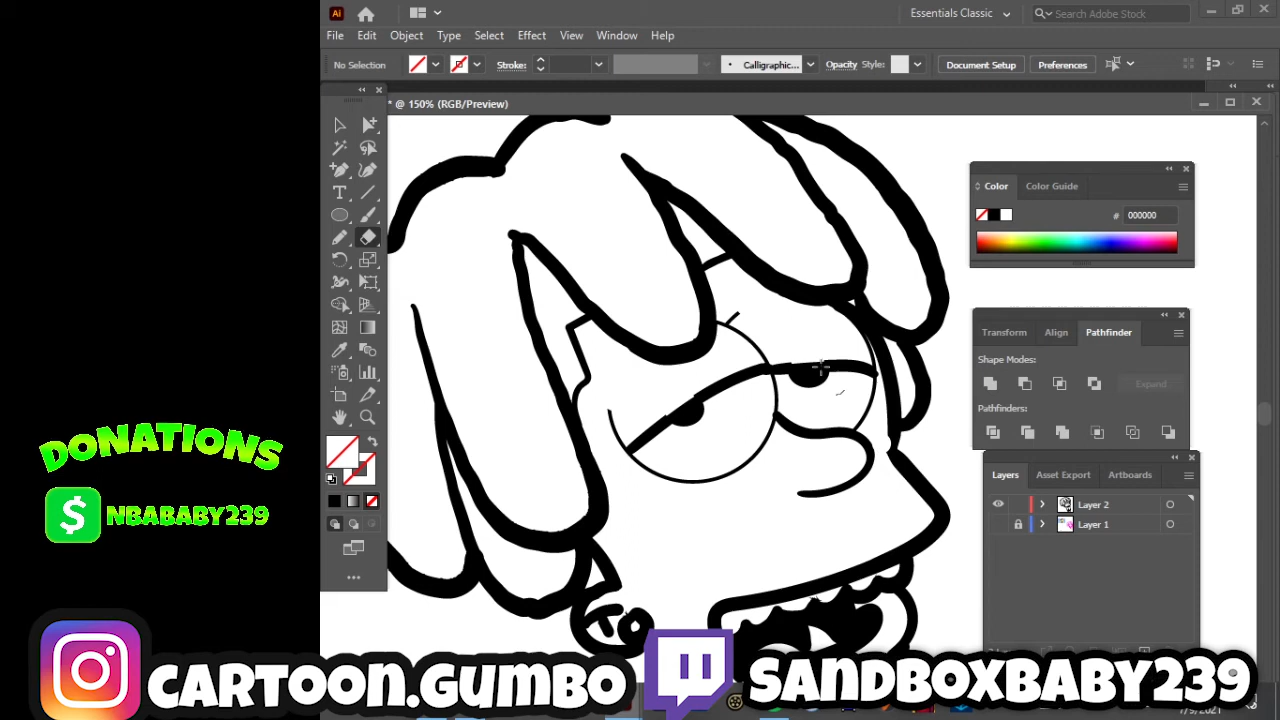 Ai
Essentials Classic
Search Adobe Stock
File Edit Object Type Select Effect View Window Help
No Selection Stroke: Calligraphic... Opacity Style: Document Setup Preferences
* @ 150% (RGB/Preview)
Color Color Guide
# 000000
Transform Align Pathfinder
Shape Modes:
Expand
Pathfinders:
Layers Asset Export Artboards
Layer 2
Layer 1
DONATIONS
$ NBABABY239
CARTOON.GUMBO
SANDBOXBABY239